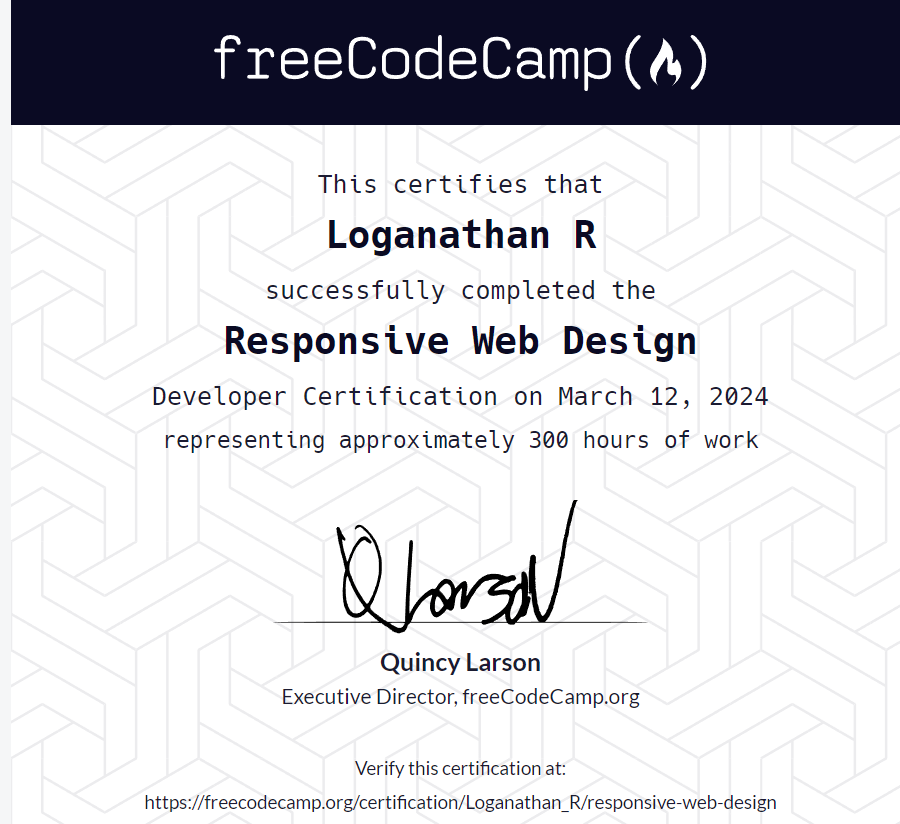 freeCodeCamp
This certifies that
Loganathan R
successfully completed the
Responsive Web Design
Developer Certification on March 12, 2024
representing approximately 300 hours of work
Q Larson
Quincy Larson
Executive Director, freeCodeCamp.org
Verify this certification at:
https://freecodecamp.org/certification/Loganathan_R/responsive-web-design